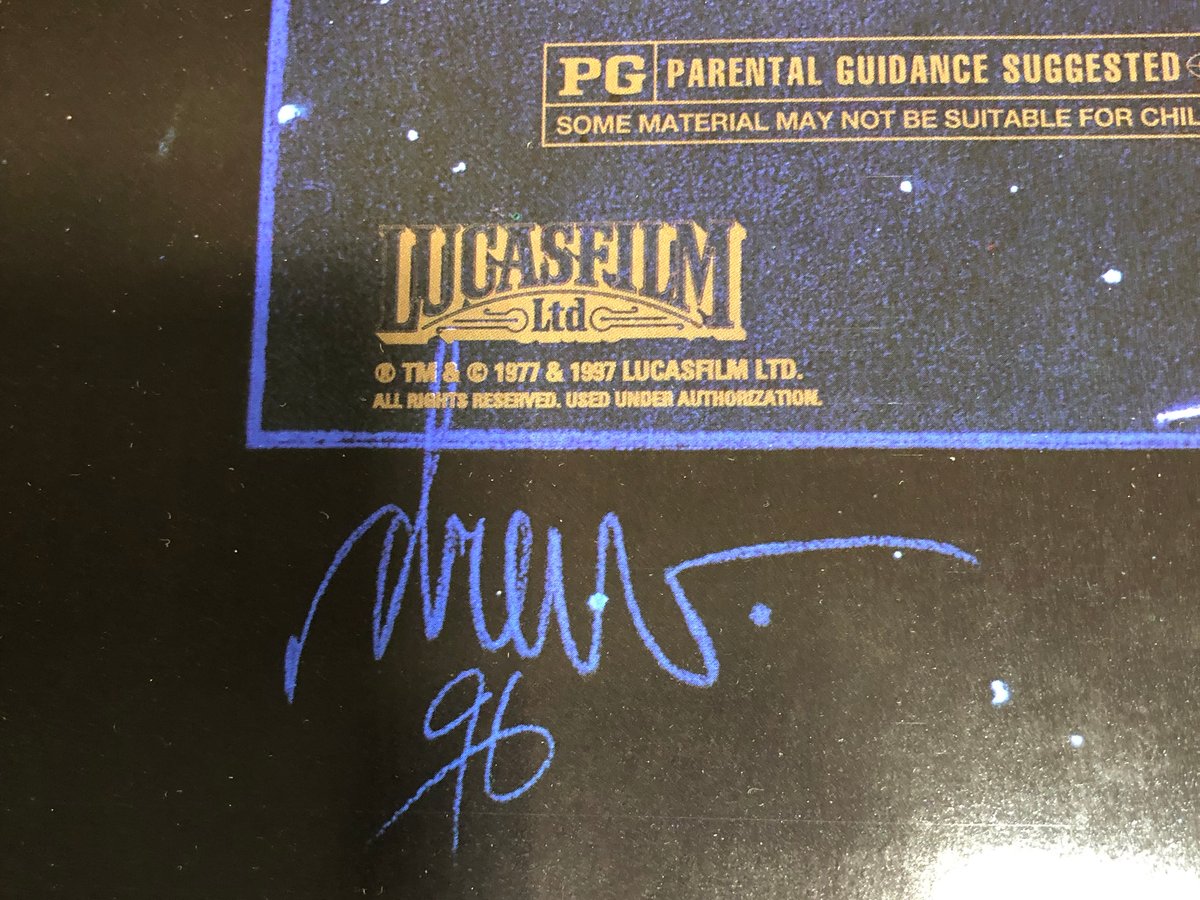 PG PARENTAL GUIDANCE SUGGESTED
SOME MATERIAL MAY NOT BE SUITABLE FOR CHIL
LUCASFILM
Ltd
® TM & © 1977 & 1997 LUCASFILM LTD.
ALL RIGHTS RESERVED. USED UNDER AUTHORIZATION.
drew.
96